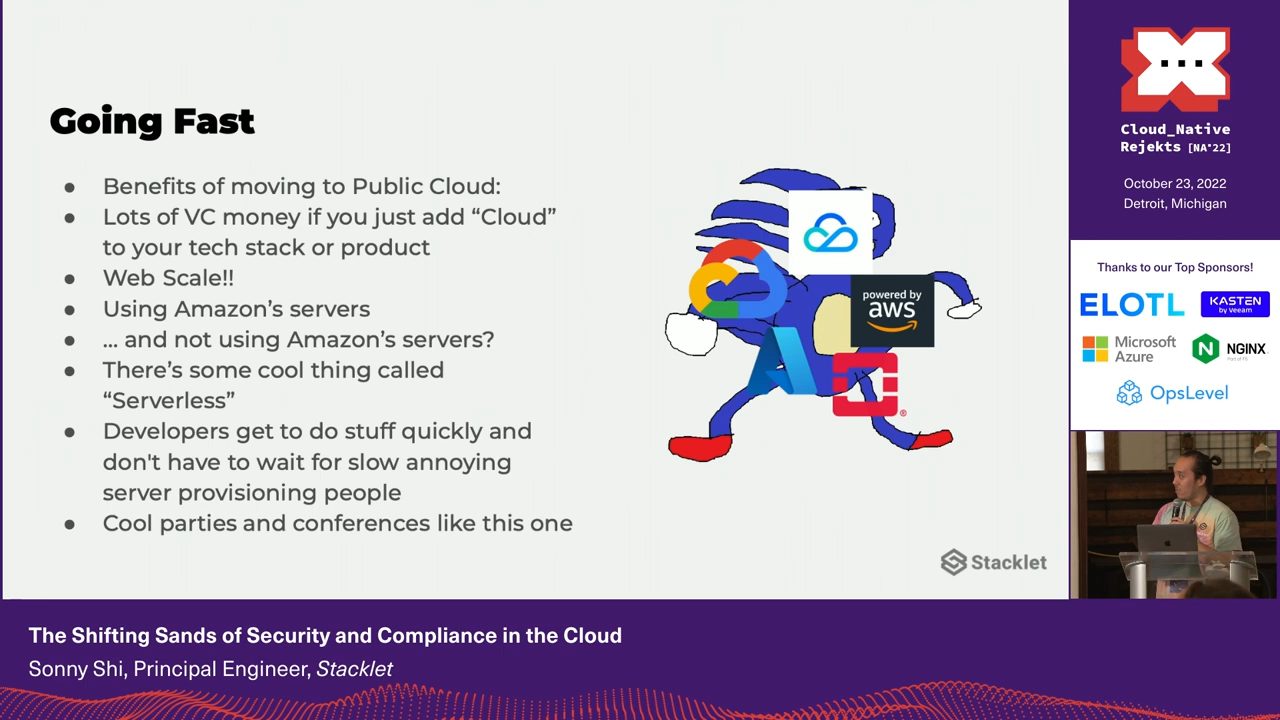 Going Fast
● Benefits of moving to Public Cloud:
● Lots of VC money if you just add “Cloud”
to your tech stack or product
● Web Scale!!
● Using Amazon’s servers
● ... and not using Amazon’s servers?
● There’s some cool thing called
“Serverless”
● Developers get to do stuff quickly and
don't have to wait for slow annoying
server provisioning people
● Cool parties and conferences like this one
powered by
aws
®
Stacklet
Cloud_Native
Rejekts [NA'22]
October 23, 2022
Detroit, Michigan
Thanks to our Top Sponsors!
ELOTL
KASTEN
by Veeam
Microsoft
Azure
NGINX
Part of F5
OpsLevel
The Shifting Sands of Security and Compliance in the Cloud
Sonny Shi, Principal Engineer, Stacklet